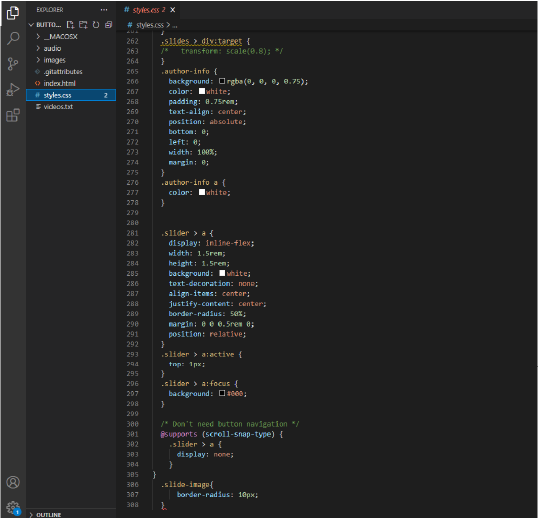 EXPLORER ...
BUTTO...
__MACOSX
audio
images
.gitattributes
index.html
styles.css 2
videos.txt
OUTLINE
1
styles.css 2 X
styles.css > ...
261 }
262 .slides > div:target {
263 /* transform: scale(0.8); */
264 }
265 .author-info {
266 background: rgba(0, 0, 0, 0.75);
267 color: white;
268 padding: 0.75rem;
269 text-align: center;
270 position: absolute;
271 bottom: 0;
272 left: 0;
273 width: 100%;
274 margin: 0;
275 }
276 .author-info a {
277 color: white;
278 }
279
280
281 .slider > a {
282 display: inline-flex;
283 width: 1.5rem;
284 height: 1.5rem;
285 background: white;
286 text-decoration: none;
287 align-items: center;
288 justify-content: center;
289 border-radius: 50%;
290 margin: 0 0 0.5rem 0;
291 position: relative;
292 }
293 .slider > a:active {
294 top: 1px;
295 }
296 .slider > a:focus {
297 background: #000;
298 }
299
300 /* Don't need button navigation */
301 @supports (scroll-snap-type) {
302 .slider > a {
303 display: none;
304 }
305 }
306 .slide-image{
307 border-radius: 10px;
308 }